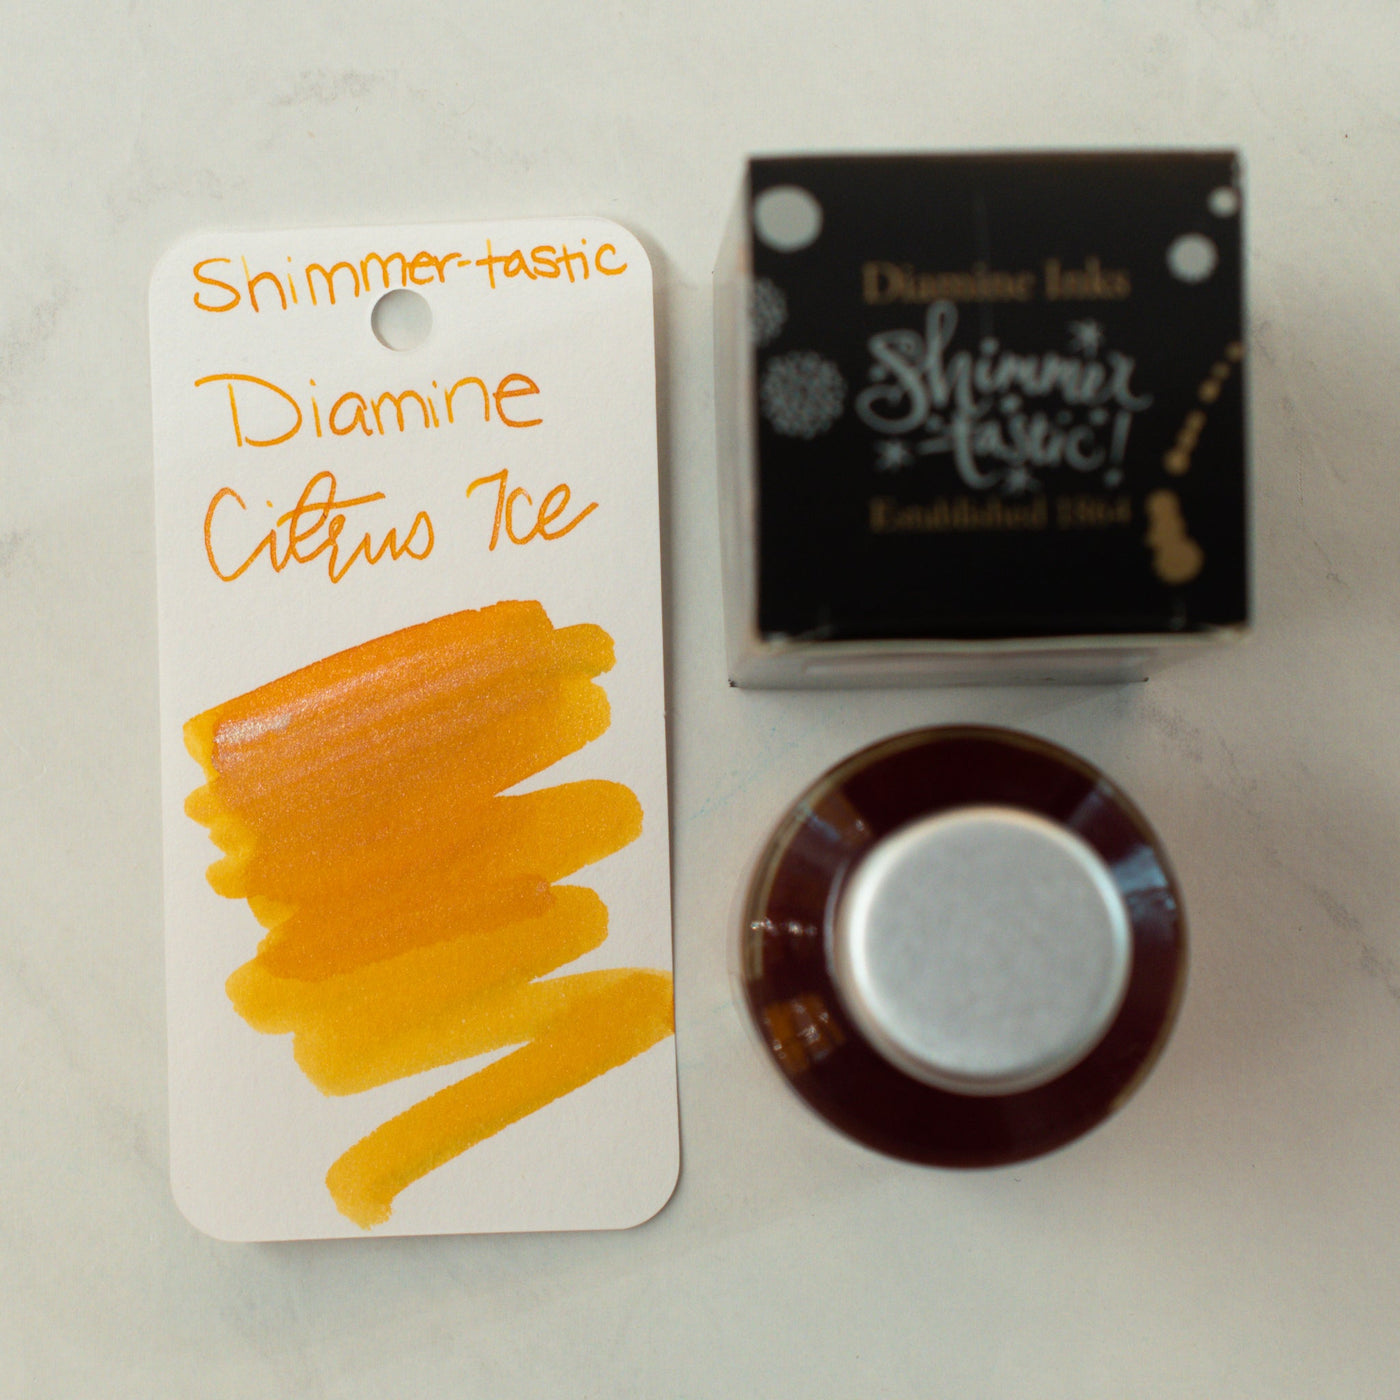 Shimmer-tastic
Diamine
Citrus Ice
Diamine Inks
Shimmer
-tastic!
Established 1864